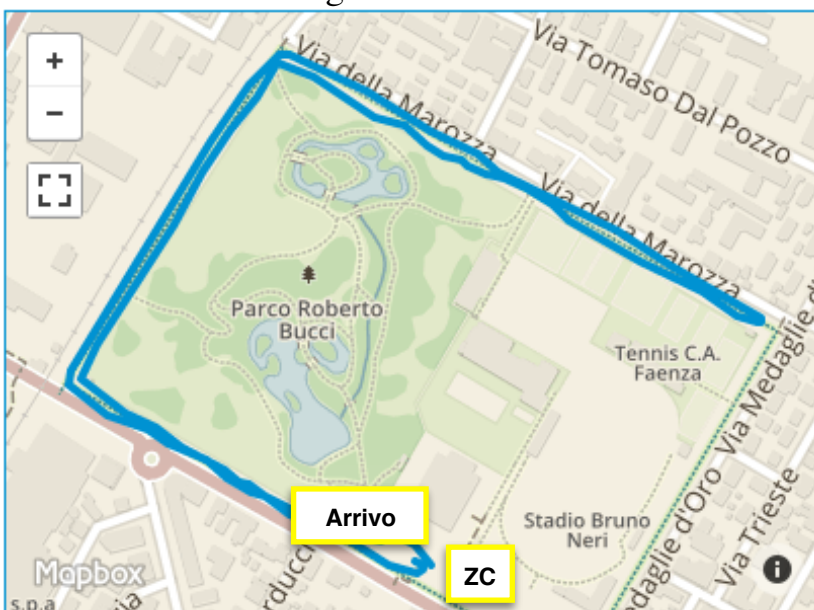 +
−
Via della Marozza
Via Tomaso Dal Pozzo
Via della Marozza
Parco Roberto
Bucci
Tennis C.A.
Faenza
Via Medaglie d'
Medaglie d'Oro
Via Trieste
Stadio Bruno
Neri
Arrivo
ZC
L
arducci
Mapbox
s.p.a
i